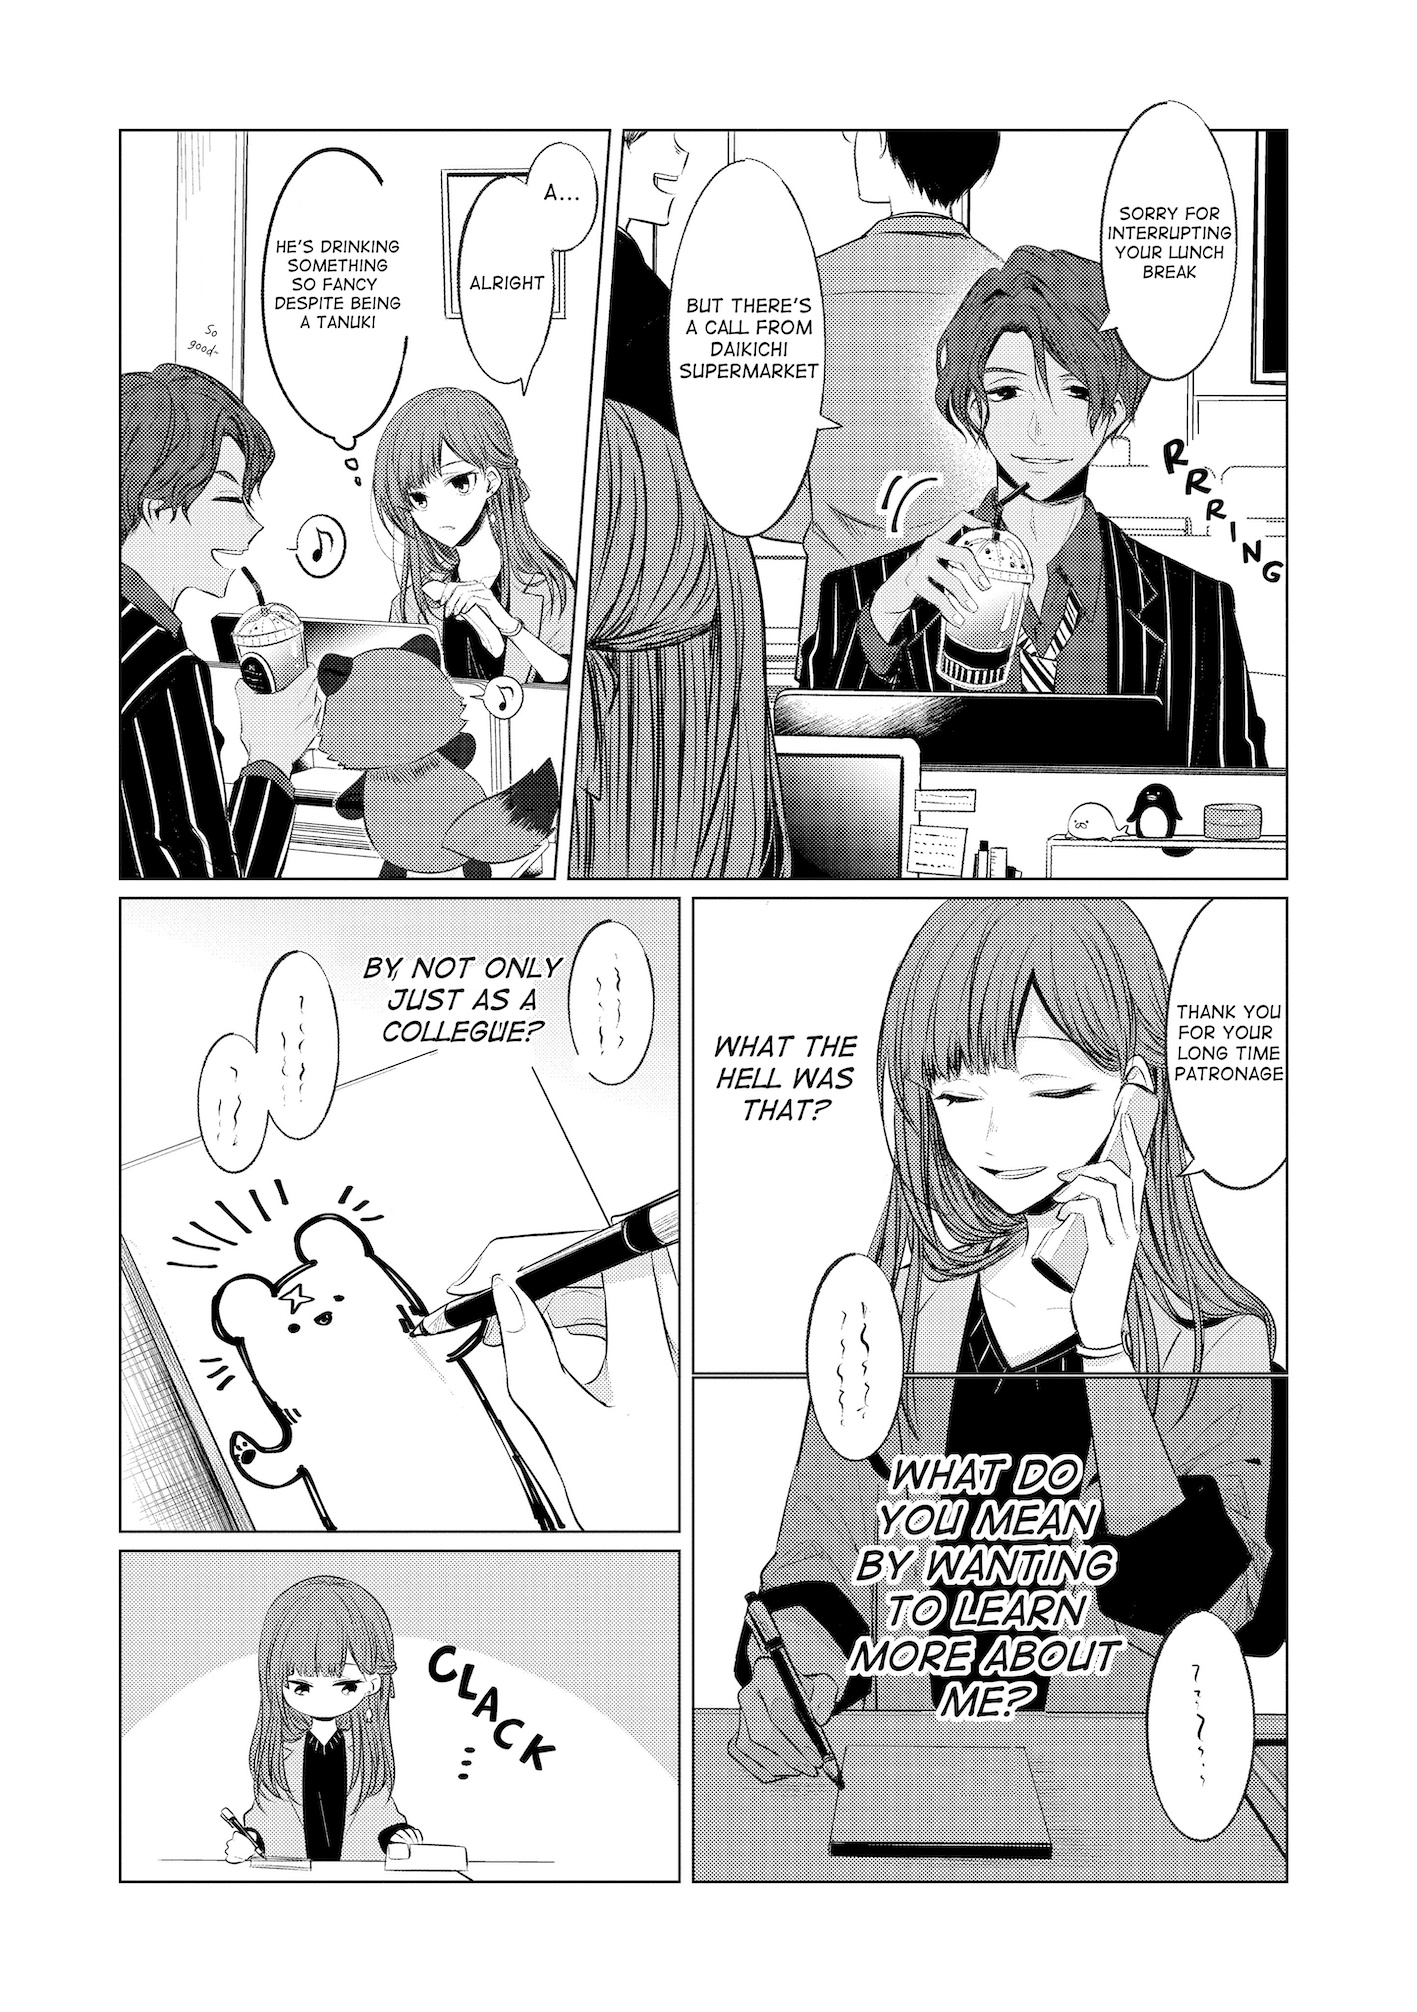 SORRY FOR
INTERRUPTING
YOUR LUNCH
BREAK
RRRRING
BUT THERE'S
A CALL FROM
DAIKICHI
SUPERMARKET
A...
ALRIGHT
HE'S DRINKING
SOMETHING
SO FANCY
DESPITE BEING
A TANUKI
So
good~
THANK YOU
FOR YOUR
LONG TIME
PATRONAGE
WHAT THE
HELL WAS
THAT?
WHAT DO
YOU MEAN
BY WANTING
TO LEARN
MORE ABOUT
ME?
BY, NOT ONLY
JUST AS A
COLLEGUE?
CLACK
...